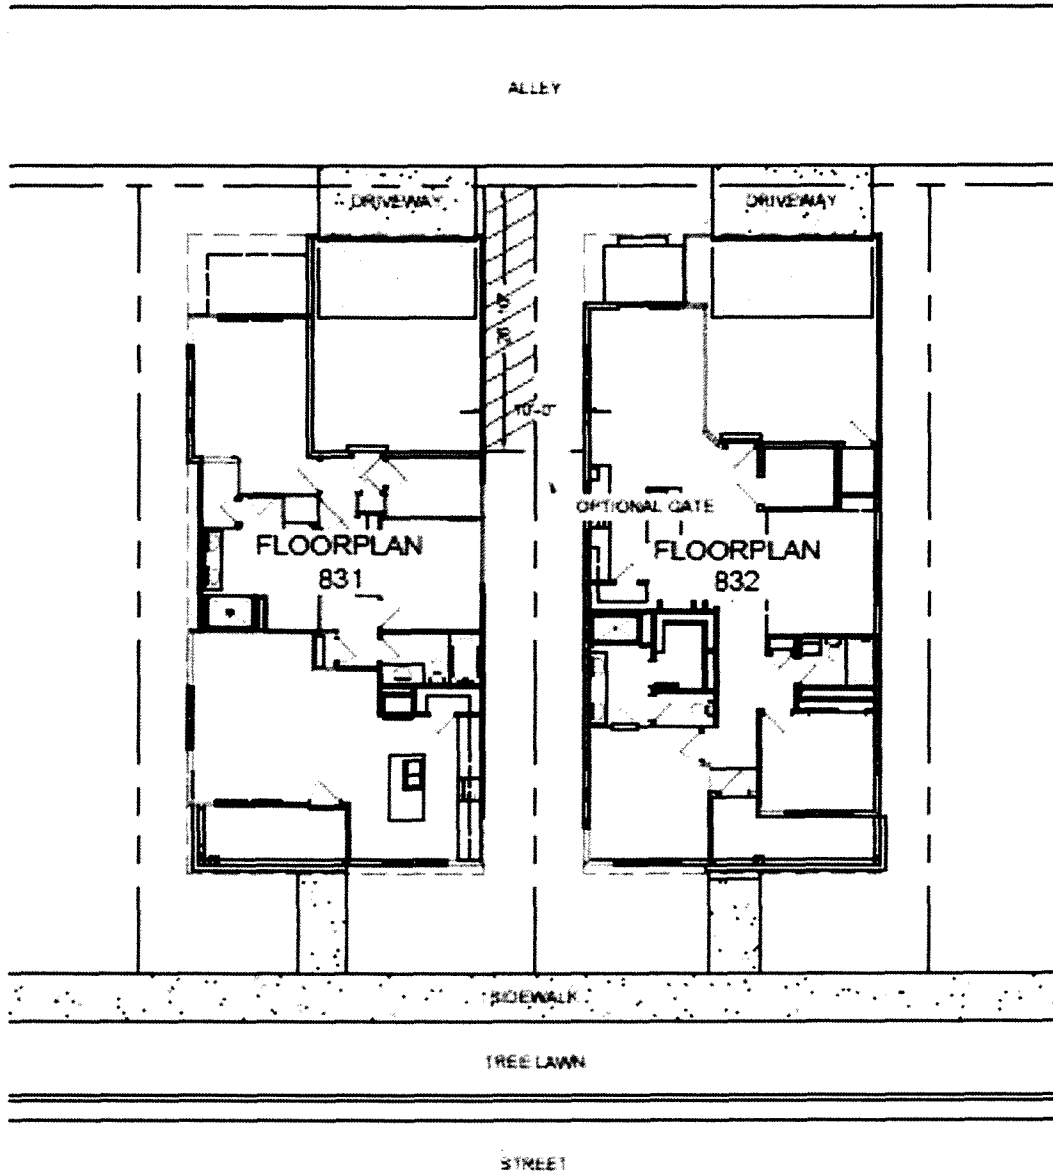 ALLEY
DRIVEWAY
DRIVEWAY
10'-0"
OPTIONAL GATE
FLOORPLAN
831
FLOORPLAN
832
SIDEWALK
TREE LAWN
STREET